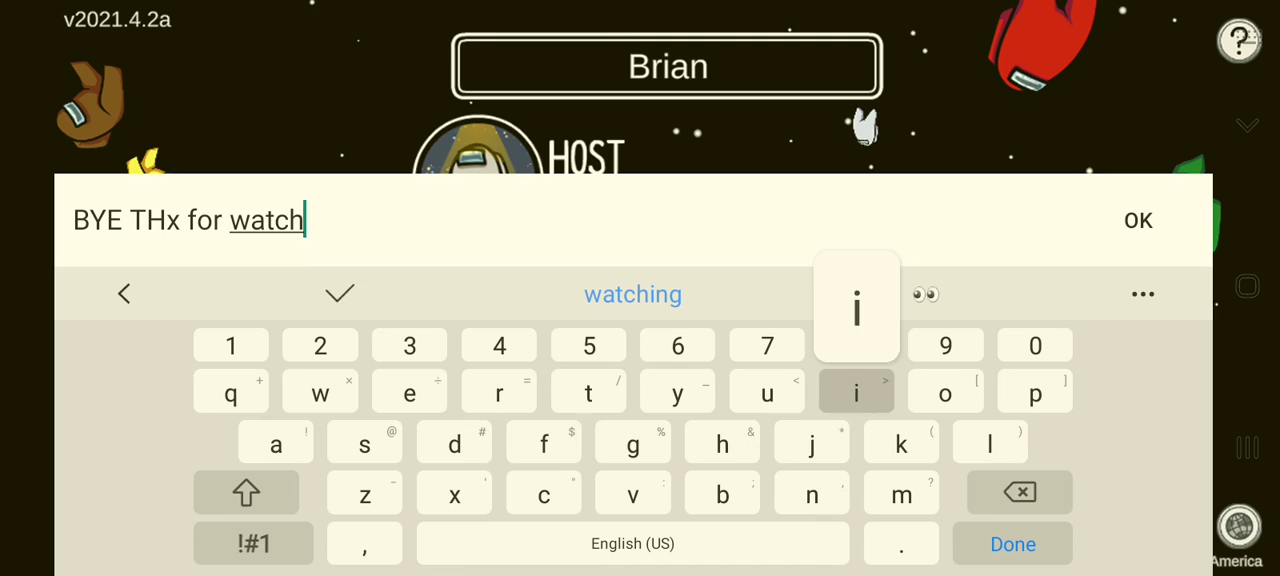 v2021.4.2a
Brian
HOST
BYE THx for watch
OK
watching
i
1 2 3 4 5 6 7 9 0
q + w × e ÷ r = t / y _ u < i > o [ p ]
a ! s @ d # f $ g % h & j * k ( l )
z - x ' c " v : b ; n , m ?
!#1 , English (US) . Done
America